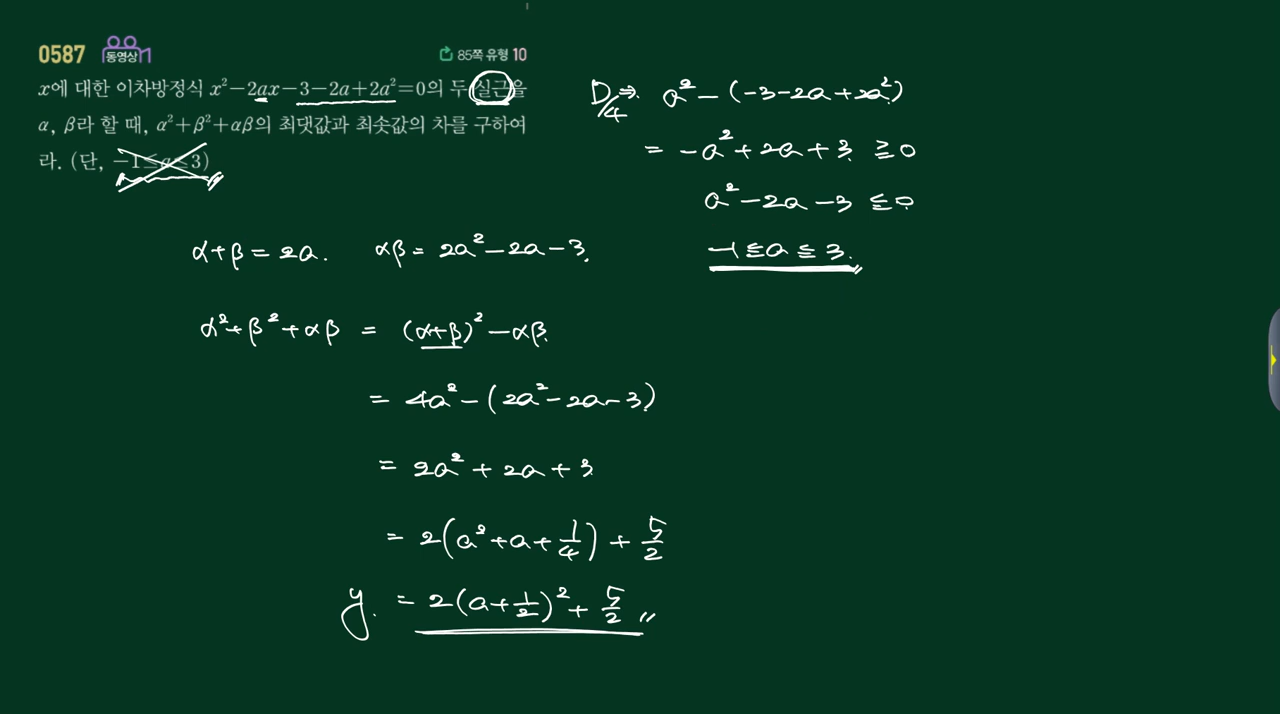 0587 동영상 85쪽 유형 10
x에 대한 이차방정식 x²-2ax-3-2a+2a²=0의 두 실근을
α, β라 할 때, α²+β²+αβ의 최댓값과 최솟값의 차를 구하여
라. (단, -1≤a≤3)
D/4 ⇒ a²-(-3-2a+2a²)
= -a²+2a+3 ≧0
a²-2a-3 ≦0
-1≦a≦3.
α+β=2a. αβ=2a²-2a-3.
α²+β²+αβ = (α+β)²-αβ.
= 4a²-(2a²-2a-3)
= 2a²+2a+3
= 2(a²+a+1/4)+5/2
y. = 2(a+1/2)²+5/2